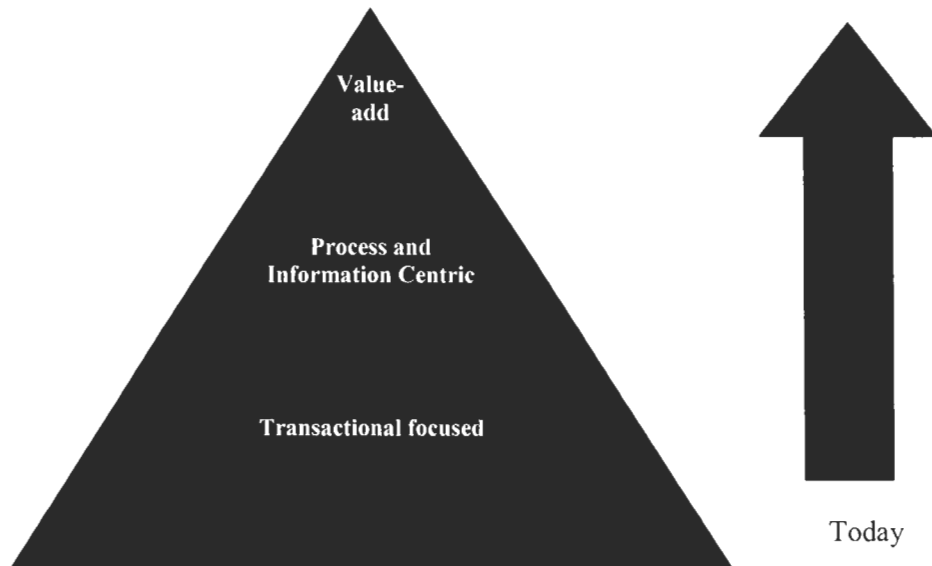 Value-
add
Process and
Information Centric
Transactional focused
Today